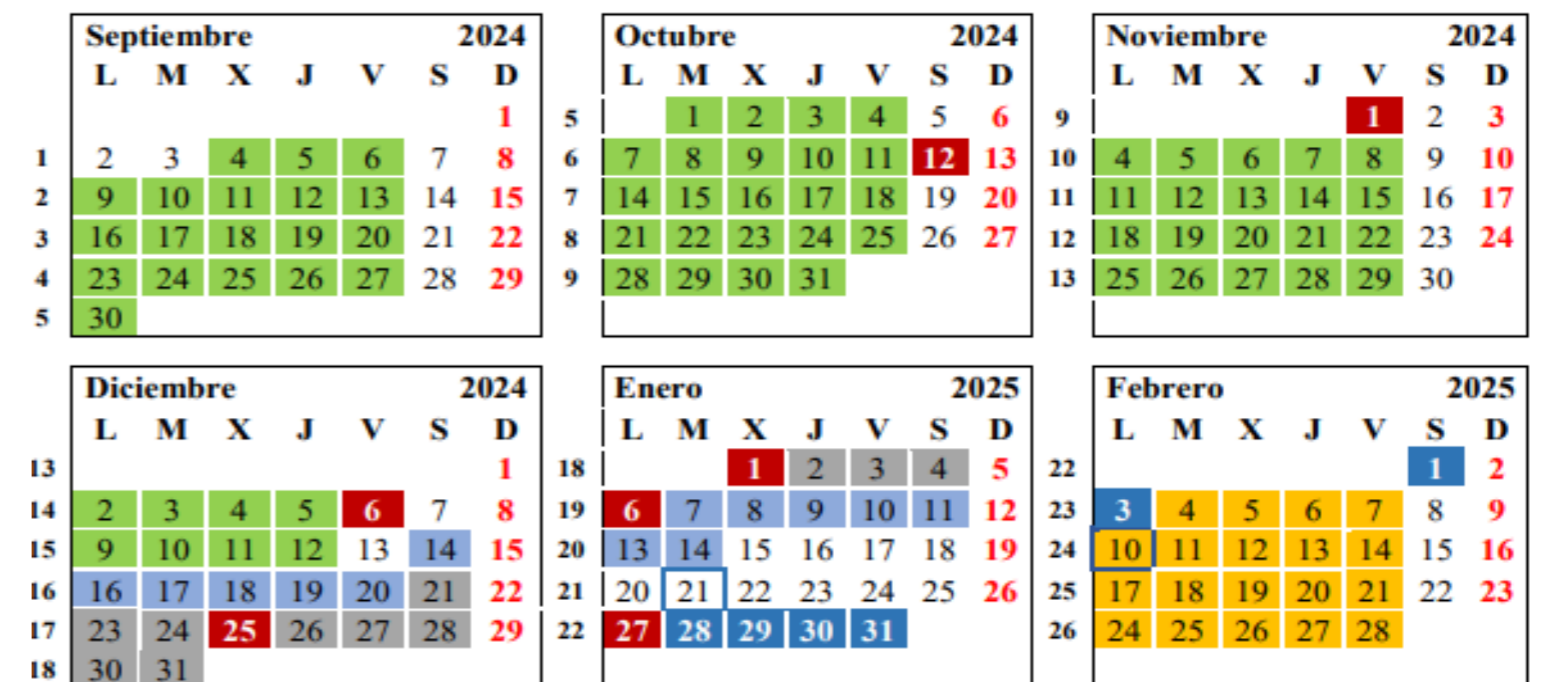 Septiembre 2024
L M X J V S D
1
1 2 3 4 5 6 7 8
2 9 10 11 12 13 14 15
3 16 17 18 19 20 21 22
4 23 24 25 26 27 28 29
5 30
Octubre 2024
L M X J V S D
5 1 2 3 4 5 6
6 7 8 9 10 11 12 13
7 14 15 16 17 18 19 20
8 21 22 23 24 25 26 27
9 28 29 30 31
Noviembre 2024
L M X J V S D
9 1 2 3
10 4 5 6 7 8 9 10
11 11 12 13 14 15 16 17
12 18 19 20 21 22 23 24
13 25 26 27 28 29 30
Diciembre 2024
L M X J V S D
13 1
14 2 3 4 5 6 7 8
15 9 10 11 12 13 14 15
16 16 17 18 19 20 21 22
17 23 24 25 26 27 28 29
18 30 31
Enero 2025
L M X J V S D
18 1 2 3 4 5
19 6 7 8 9 10 11 12
20 13 14 15 16 17 18 19
21 20 21 22 23 24 25 26
22 27 28 29 30 31
Febrero 2025
L M X J V S D
22 1 2
23 3 4 5 6 7 8 9
24 10 11 12 13 14 15 16
25 17 18 19 20 21 22 23
26 24 25 26 27 28